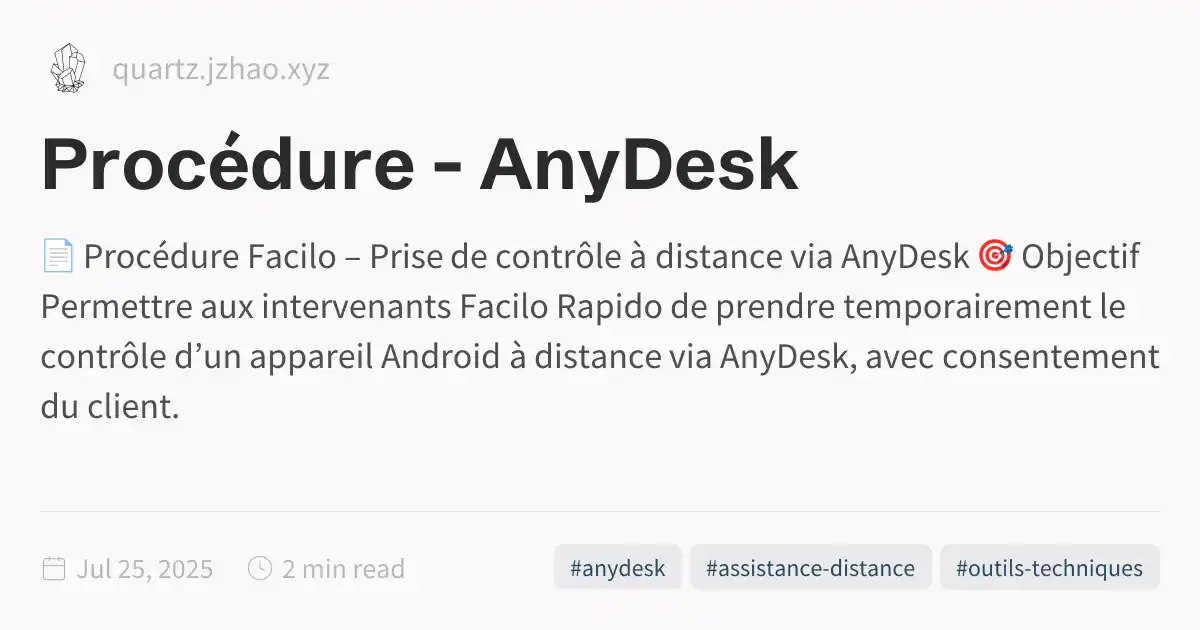 quartz.jzhao.xyz
Procédure - AnyDesk
📄 Procédure Facilo – Prise de contrôle à distance via AnyDesk 🎯 Objectif
Permettre aux intervenants Facilo Rapido de prendre temporairement le
contrôle d’un appareil Android à distance via AnyDesk, avec consentement
du client.
Jul 25, 2025 2 min read #anydesk #assistance-distance #outils-techniques